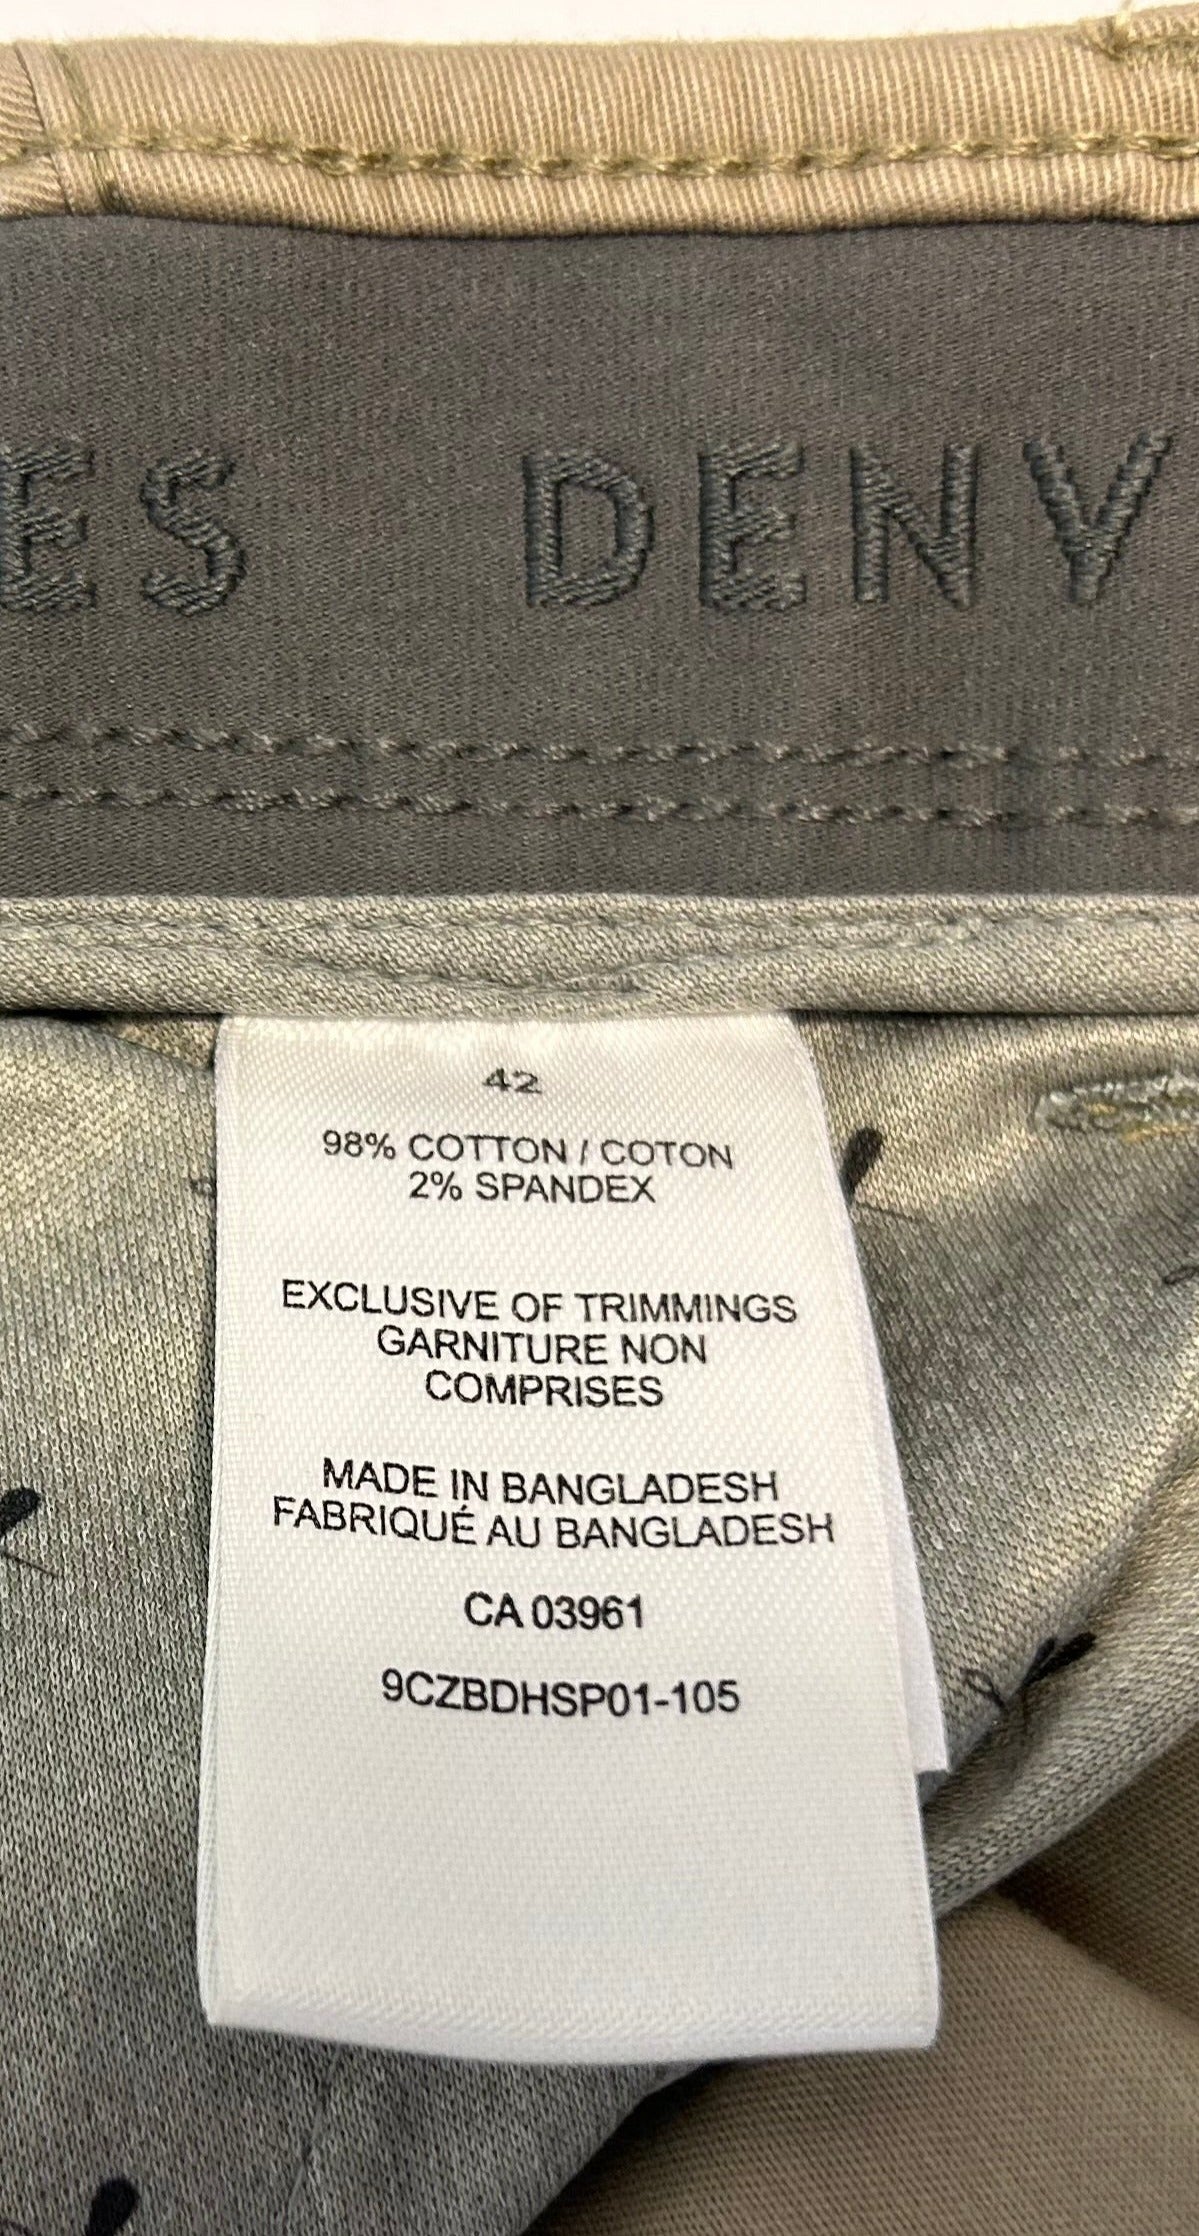 ES DENV
42
98% COTTON / COTON
2% SPANDEX
EXCLUSIVE OF TRIMMINGS
GARNITURE NON
COMPRISES
MADE IN BANGLADESH
FABRIQUÉ AU BANGLADESH
CA 03961
9CZBDHSP01-105